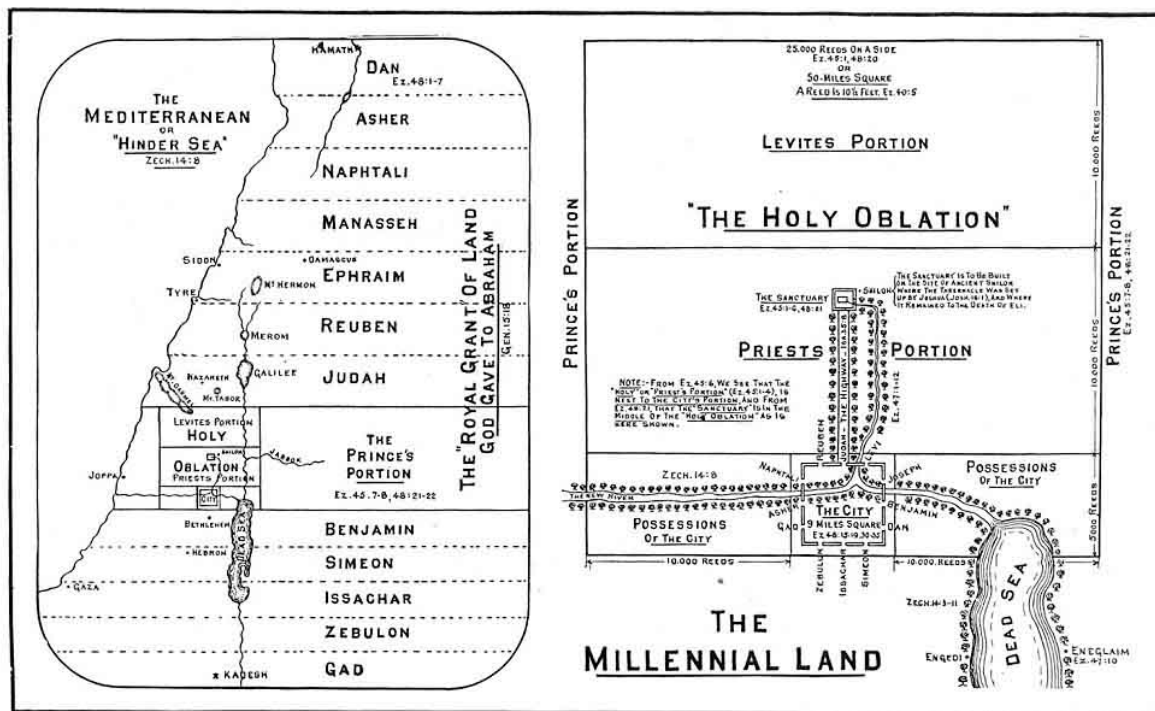 HAMATH
DAN
EZ. 48:1-7
THE
MEDITERRANEAN
OR
"HINDER SEA"
ZECH. 14:8
ASHER
NAPHTALI
MANASSEH
SIDON
DAMASCUS
EPHRAIM
MT HERMON
TYRE
REUBEN
MEROM
GALILEE
JUDAH
NAZARETH
MT. TABOR
MT. CARMEL
LEVITES PORTION
HOLY
SHILOH
OBLATION
PRIESTS PORTION
CITY
JABBOK
THE
PRINCE'S
PORTION
EZ. 45. 7-8, 48:21-22
JOPPA
BETHLEHEM
BENJAMIN
HEBRON
DEAD SEA
SIMEON
GAZA
ISSACHAR
ZEBULON
KADESH
GAD
THE "ROYAL GRANT" OF LAND
GOD GAVE TO ABRAHAM
GEN. 15:18
25.000 REEDS ON A SIDE
EZ. 45:1, 48:20
OR
50-MILES SQUARE
A REED IS 10½ FEET. EZ. 40:5
LEVITES PORTION
10.000 REEDS
"THE HOLY OBLATION"
PRINCE'S PORTION
PRINCE'S PORTION
EZ. 45:7-8, 48:21-22
THE SANCTUARY
SHILOH
THE SANCTUARY IS TO BE BUILT
ON THE SITE OF ANCIENT SHILOH
WHERE THE TABERNACLE WAS SET
UP BY JOSHUA (JOSH. 18:1), AND WHERE
IT REMAINED TO THE DEATH OF ELI.
PRIESTS PORTION
10.000 REEDS
NOTE:- FROM EZ. 45:6, WE SEE THAT THE
"HOLY" OR "PRIEST'S PORTION" (EZ. 45:1-4), IS
NEXT TO THE CITY'S PORTION, AND FROM
EZ. 48:21, THAT THE "SANCTUARY" IS IN THE
MIDDLE OF THE "HOLY OBLATION" AS IS
HERE SHOWN.
THE HIGHWAY
EZ. 47:1-12
REUBEN
JUDAH
LEVI
ZECH. 14:8
NAPHTALI
JOSEPH
POSSESSIONS
OF THE CITY
THE NEW RIVER
ASHER
BENJAMIN
GAD
DAN
THE CITY
9 MILES SQUARE
EZ. 48:15-19, 30-35
POSSESSIONS
OF THE CITY
5000 REEDS
10.000 REEDS
10.000 REEDS
ZEBULON
ISSACHAR
SIMEON
DEAD SEA
ENGEDI
ENEGLAIM
EZ. 47:10
THE
MILLENNIAL LAND